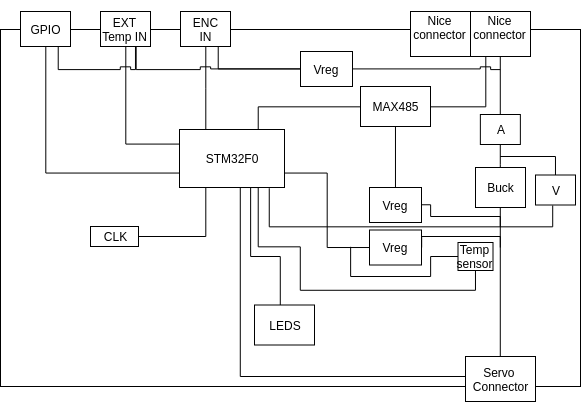 GPIO
EXT
Temp IN
ENC
IN
Nice
connector
Nice
connector
Vreg
MAX485
A
STM32F0
Buck
V
Vreg
CLK
Vreg
Temp
sensor
LEDS
Servo
Connector